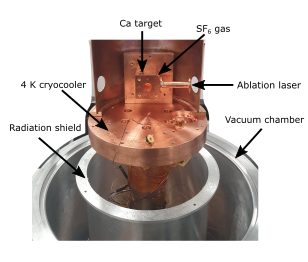 Ca target
SF₆ gas
4 K cryocooler
Ablation laser
Radiation shield
Vacuum chamber